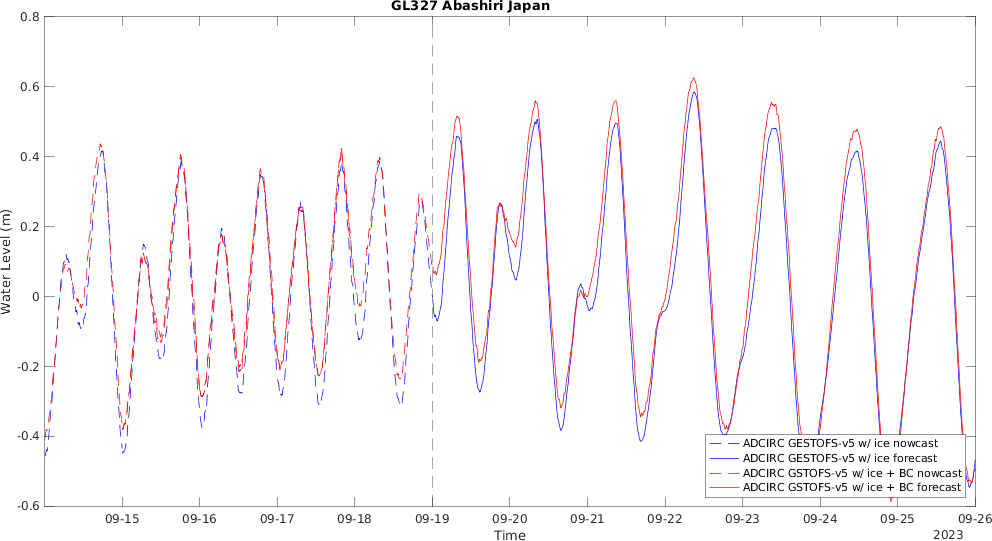 GL327 Abashiri Japan
0.8
0.6
0.4
0.2
0
-0.2
-0.4
-0.6
Water Level (m)
ADCIRC GESTOFS-v5 w/ ice nowcast
ADCIRC GESTOFS-v5 w/ ice forecast
ADCIRC GSTOFS-v5 w/ ice + BC nowcast
ADCIRC GSTOFS-v5 w/ ice + BC forecast
09-15 09-16 09-17 09-18 09-19 09-20 09-21 09-22 09-23 09-24 09-25 09-26
Time
2023